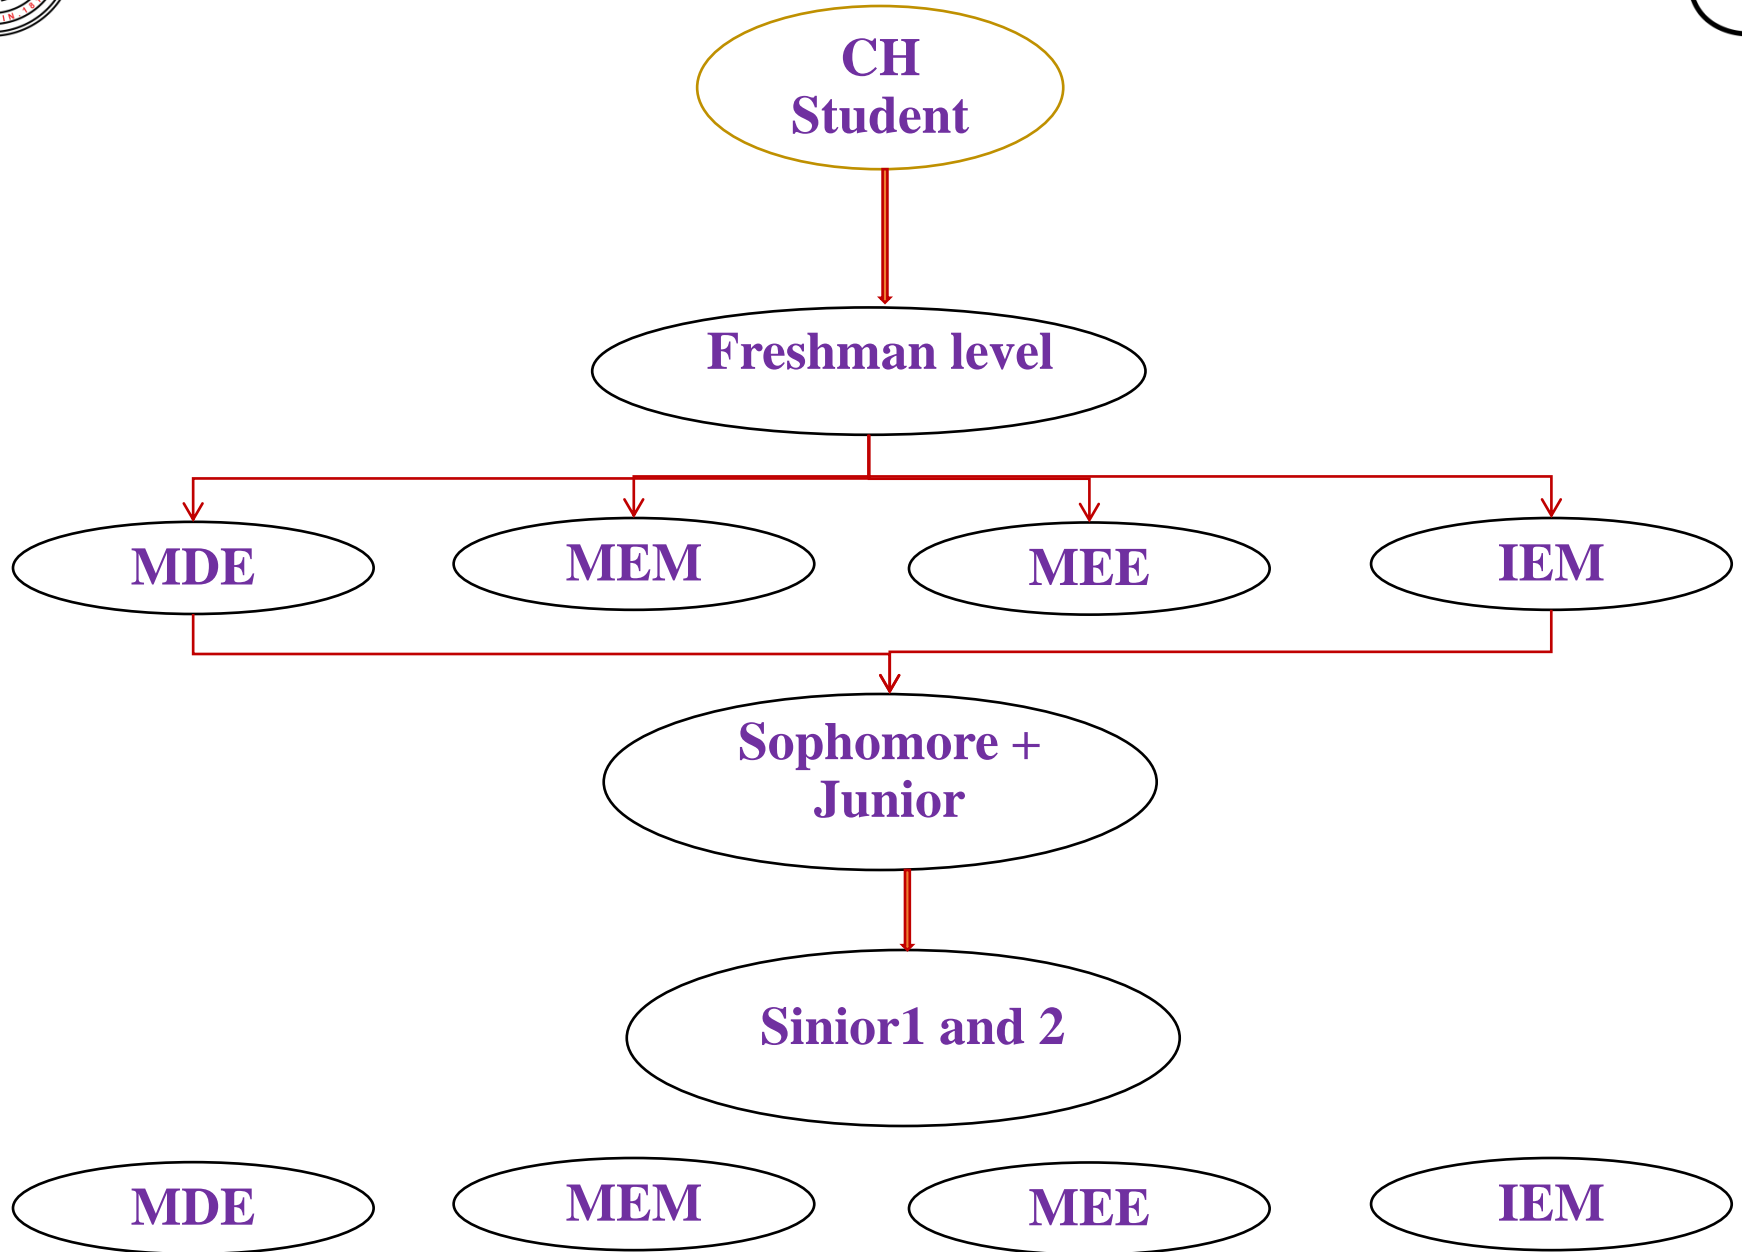 CH
Student
Freshman level
MDE
MEM
MEE
IEM
Sophomore +
Junior
Sinior1 and 2
MDE
MEM
MEE
IEM